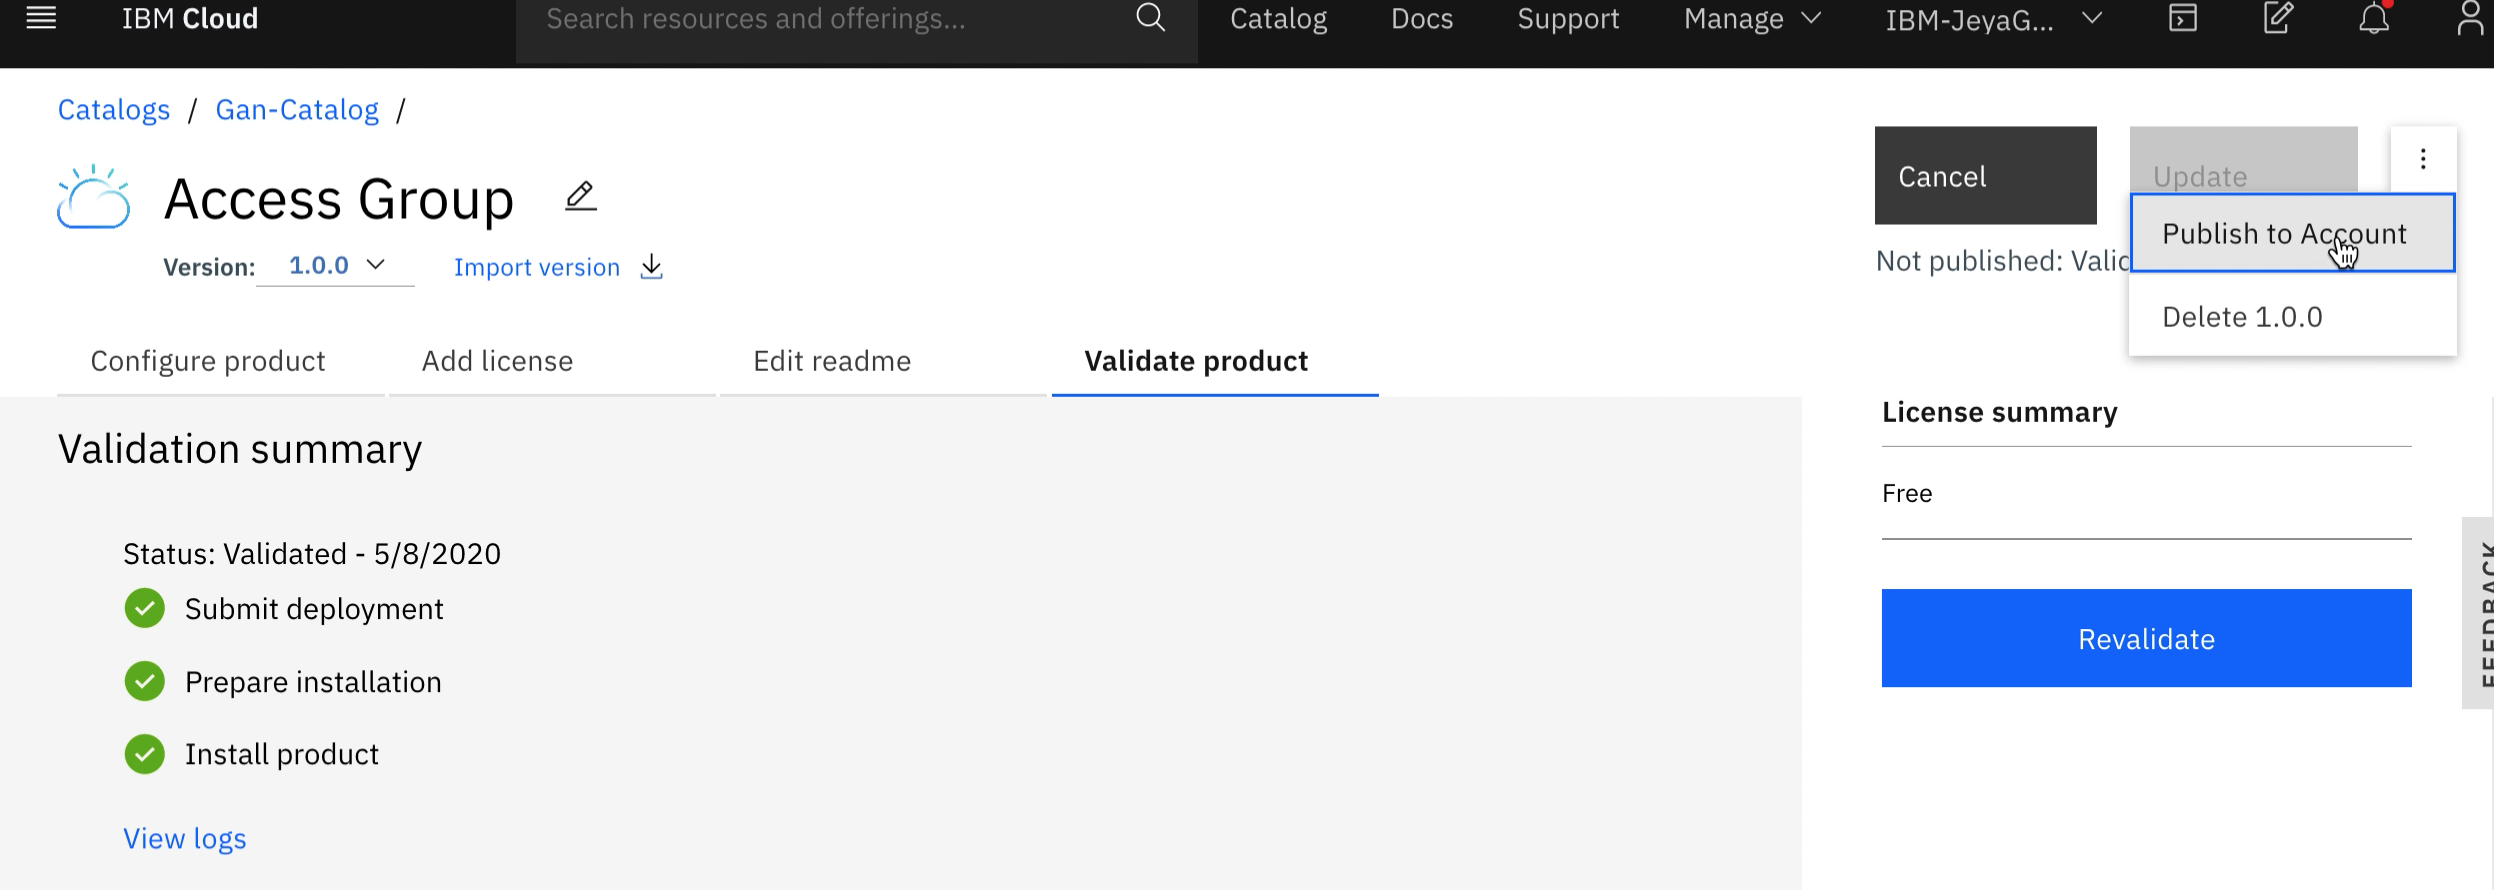 IBM Cloud
Search resources and offerings...
Catalog
Docs
Support
Manage
IBM-JeyaG...
Catalogs / Gan-Catalog /
Access Group
Cancel
Update
Version: 1.0.0
Import version
Publish to Account
Not published: Valid
Delete 1.0.0
Configure product
Add license
Edit readme
Validate product
Validation summary
Status: Validated - 5/8/2020
Submit deployment
Prepare installation
Install product
View logs
License summary
Free
Revalidate
FEEDBACK